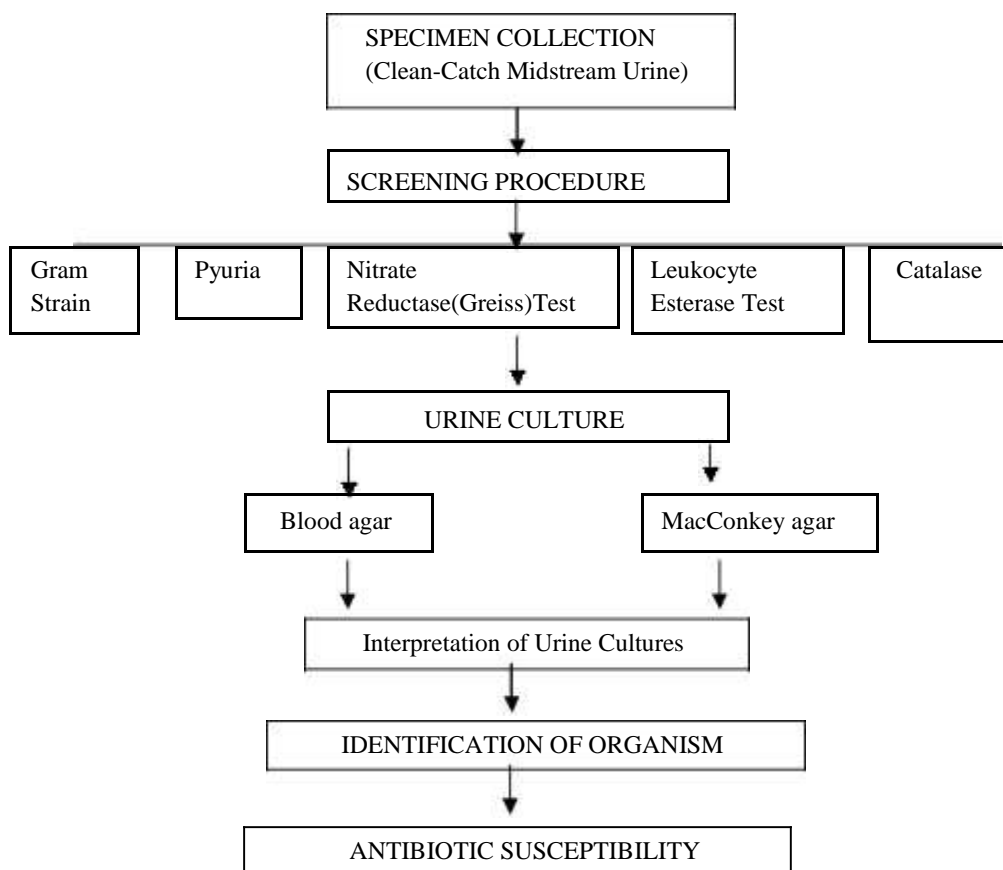 SPECIMEN COLLECTION
(Clean-Catch Midstream Urine)
SCREENING PROCEDURE
Gram
Strain
Pyuria
Nitrate
Reductase(Greiss)Test
Leukocyte
Esterase Test
Catalase
URINE CULTURE
Blood agar
MacConkey agar
Interpretation of Urine Cultures
IDENTIFICATION OF ORGANISM
ANTIBIOTIC SUSCEPTIBILITY